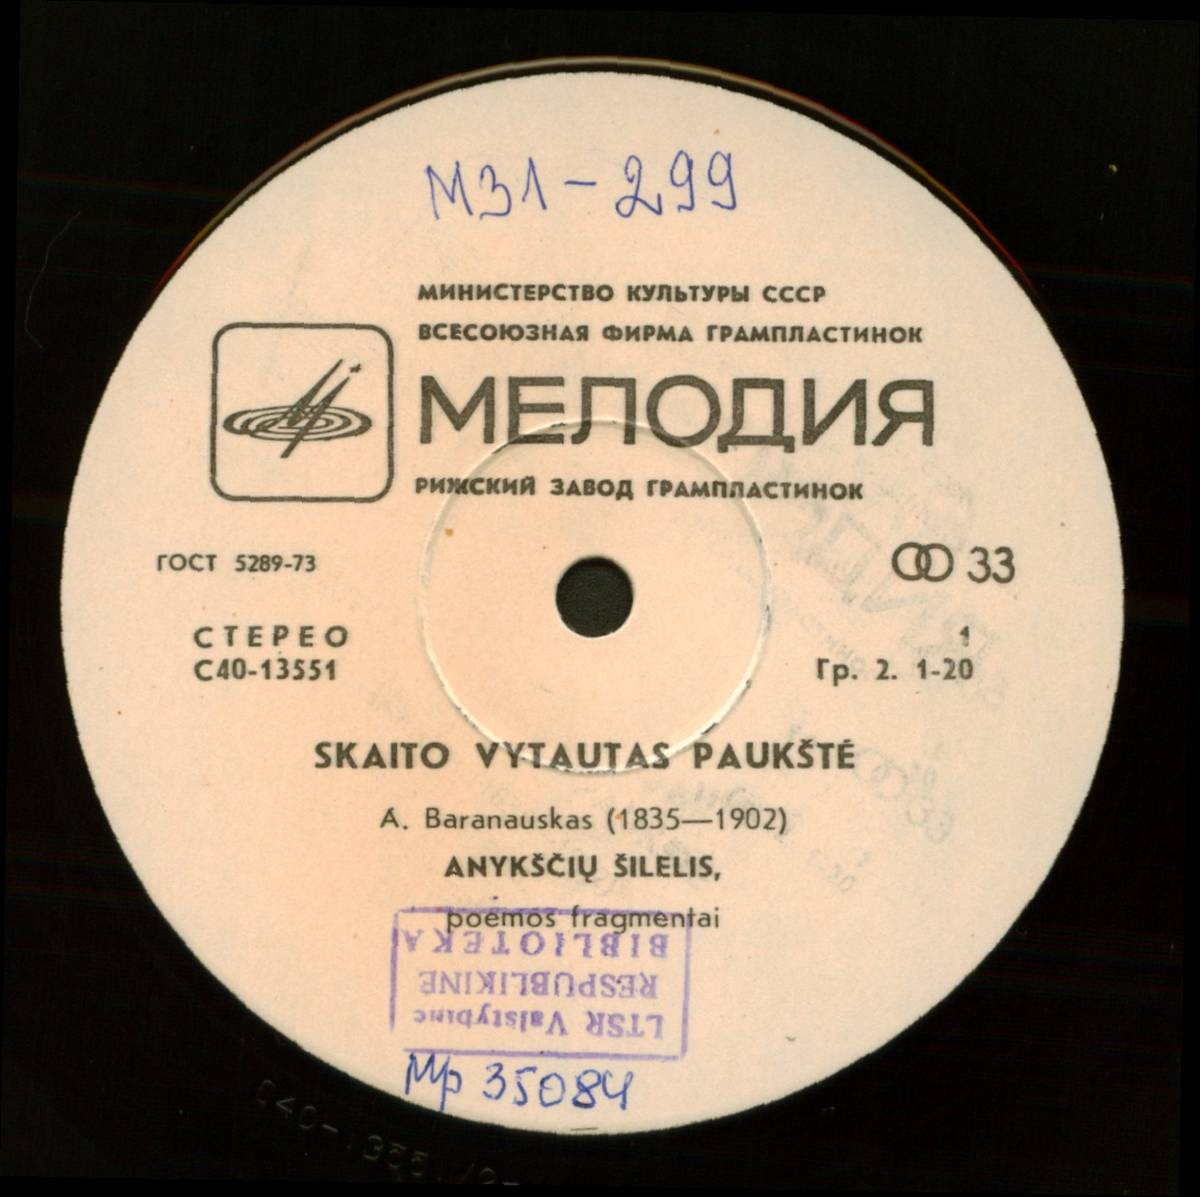 МЗ1-299
МИНИСТЕРСТВО КУЛЬТУРЫ СССР
ВСЕСОЮЗНАЯ ФИРМА ГРАМПЛАСТИНОК
МЕЛОДИЯ
РИЖСКИЙ ЗАВОД ГРАМПЛАСТИНОК
ГОСТ 5289-73
33
СТЕРЕО
1
С40-13551
Гр. 2. 1-20
SKAITO VYTAUTAS PAUKŠTĖ
A. Baranauskas (1835—1902)
ANYKŠČIŲ ŠILELIS,
poemos fragmentai
LTSR Valstybinė
RESPUBLIKINĖ
BIBLIOTEKA
Мр 35084